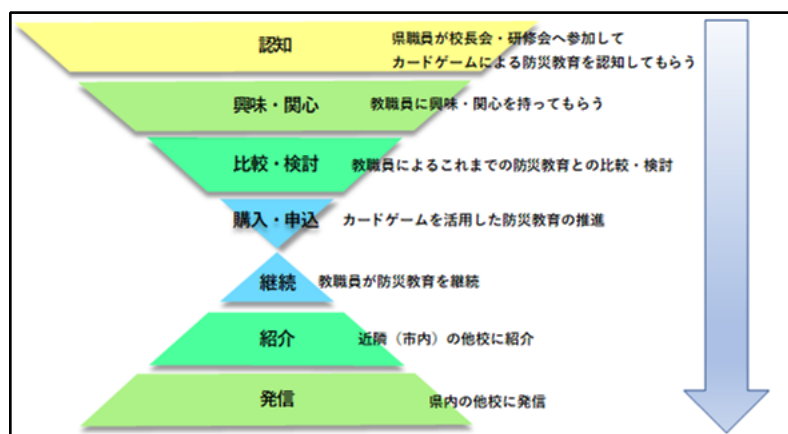 認知
県職員が校長会・研修会へ参加して
カードゲームによる防災教育を認知してもらう
興味・関心
教職員に興味・関心を持ってもらう
比較・検討
教職員によるこれまでの防災教育との比較・検討
購入・申込
カードゲームを活用した防災教育の推進
継続
教職員が防災教育を継続
紹介
近隣（市内）の他校に紹介
発信
県内の他校に発信